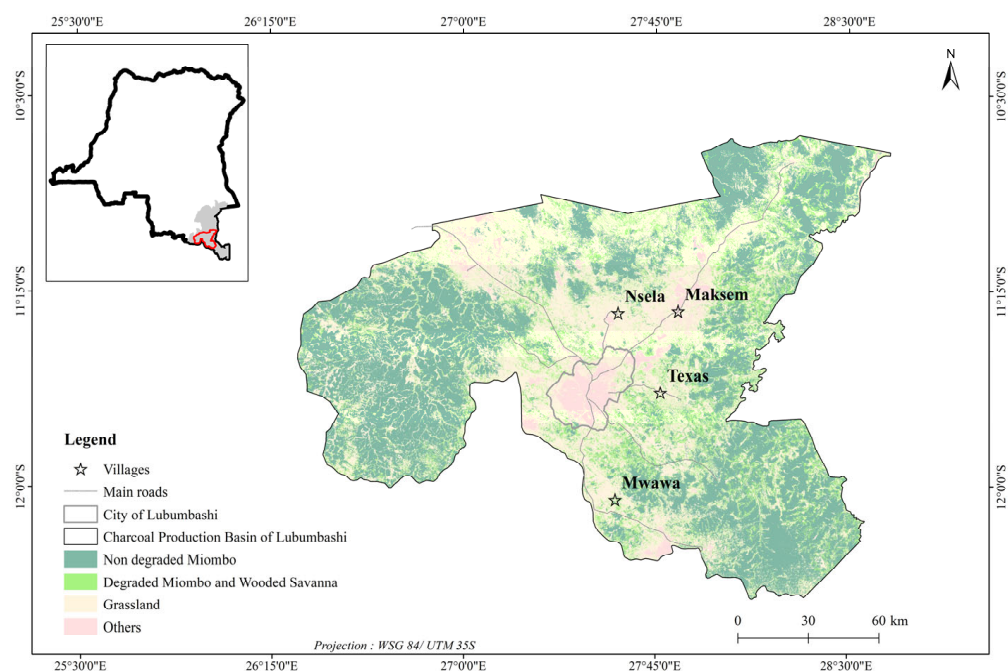 25°30'0"E 26°15'0"E 27°0'0"E 27°45'0"E 28°30'0"E
10°30'0"S
10°30'0"S
N
11°15'0"S
11°15'0"S
Nsela
Maksem
Texas
Mwawa
12°0'0"S
12°0'0"S
Legend
Villages
Main roads
City of Lubumbashi
Charcoal Production Basin of Lubumbashi
Non degraded Miombo
Degraded Miombo and Wooded Savanna
Grassland
Others
0 30 60 km
Projection : WSG 84/ UTM 35S
25°30'0"E 26°15'0"E 27°0'0"E 27°45'0"E 28°30'0"E